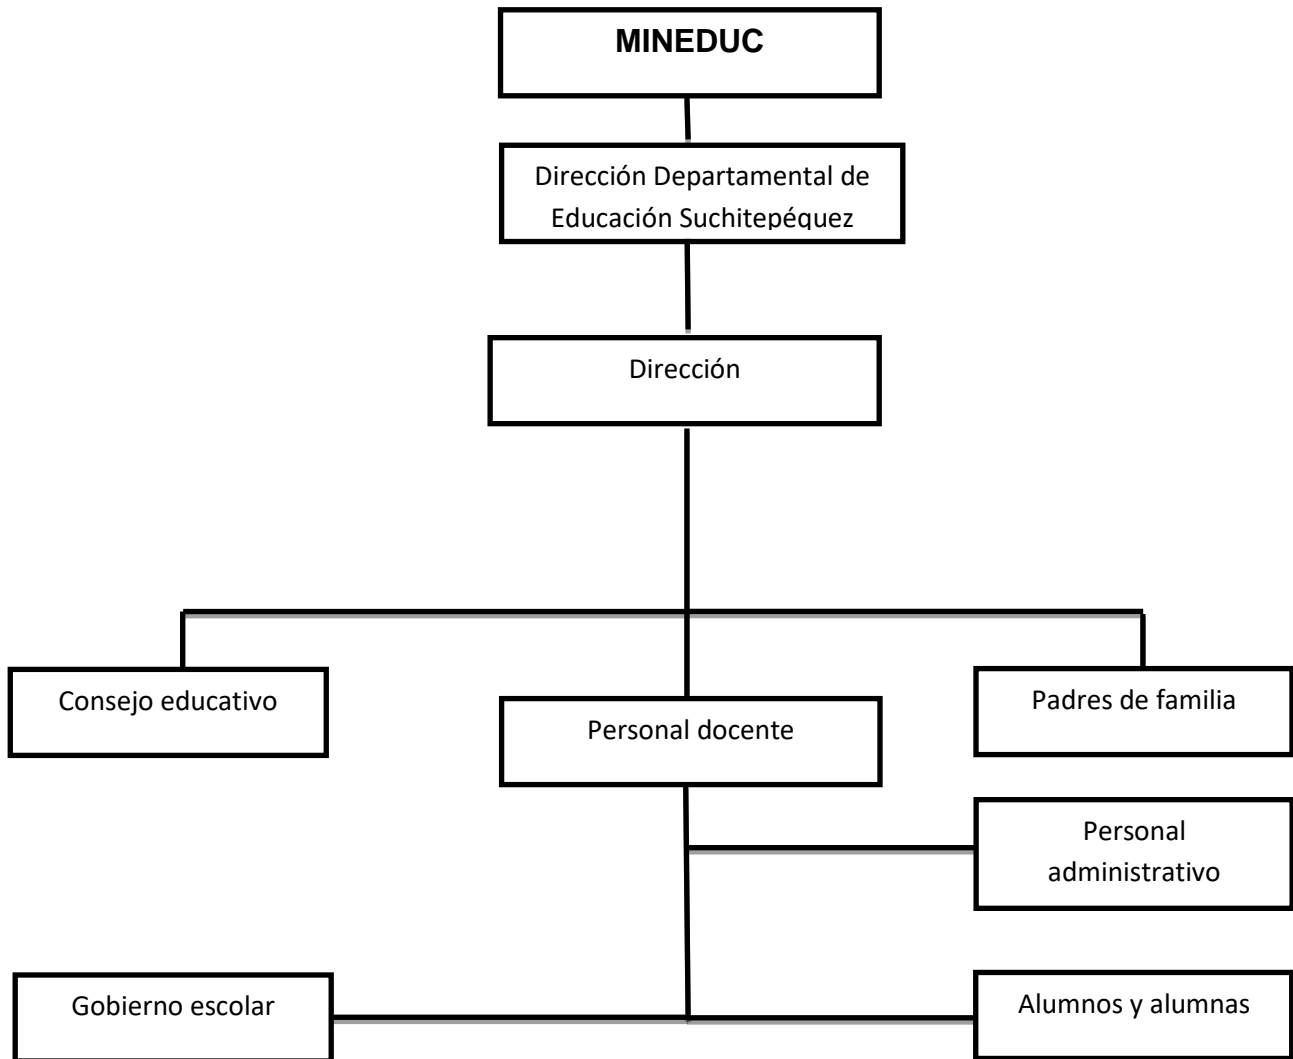 MINEDUC
Dirección Departamental de
Educación Suchitepéquez
Dirección
Consejo educativo
Personal docente
Padres de familia
Personal
administrativo
Gobierno escolar
Alumnos y alumnas